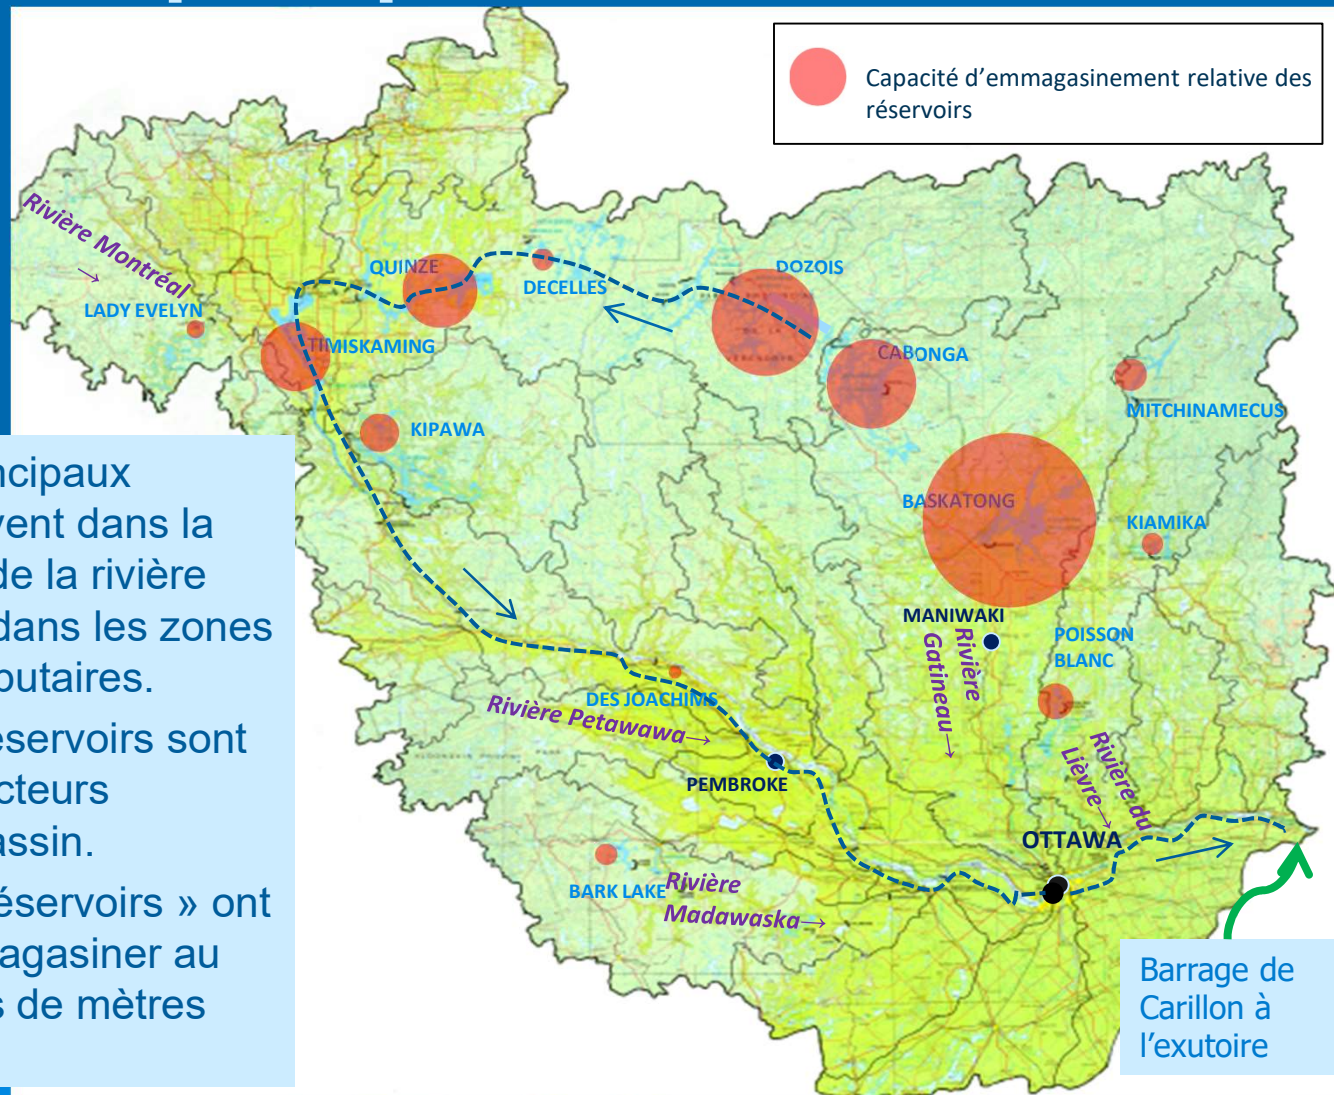 Capacité d’emmagasinement relative des
réservoirs
Rivière Montréal
→
LADY EVELYN
QUINZE
DECELLES
DOZOIS
TIMISKAMING
CABONGA
MITCHINAMECUS
KIPAWA
BASKATONG
KIAMIKA
MANIWAKI
Rivière
Gatineau→
POISSON
BLANC
DES JOACHIMS
Rivière Petawawa→
PEMBROKE
Rivière du
Lièvre→
OTTAWA
BARK LAKE
Rivière
Madawaska→
Barrage de
Carillon à
l’exutoire
ncipaux
vent dans la
de la rivière
dans les zones
butaires.
éservoirs sont
cteurs
assin.
éservoirs » ont
agasiner au
s de mètres